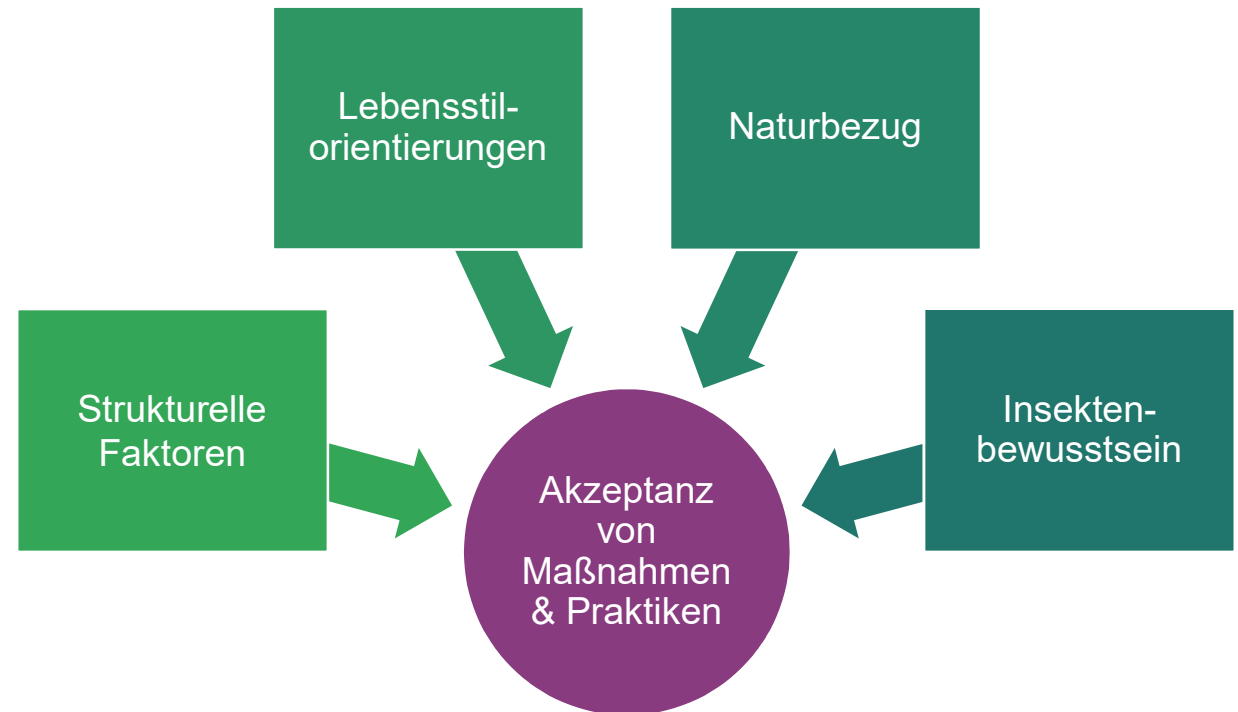 Lebensstil-
orientierungen
Naturbezug
Strukturelle
Faktoren
Insekten-
bewusstsein
Akzeptanz
von
Maßnahmen
& Praktiken